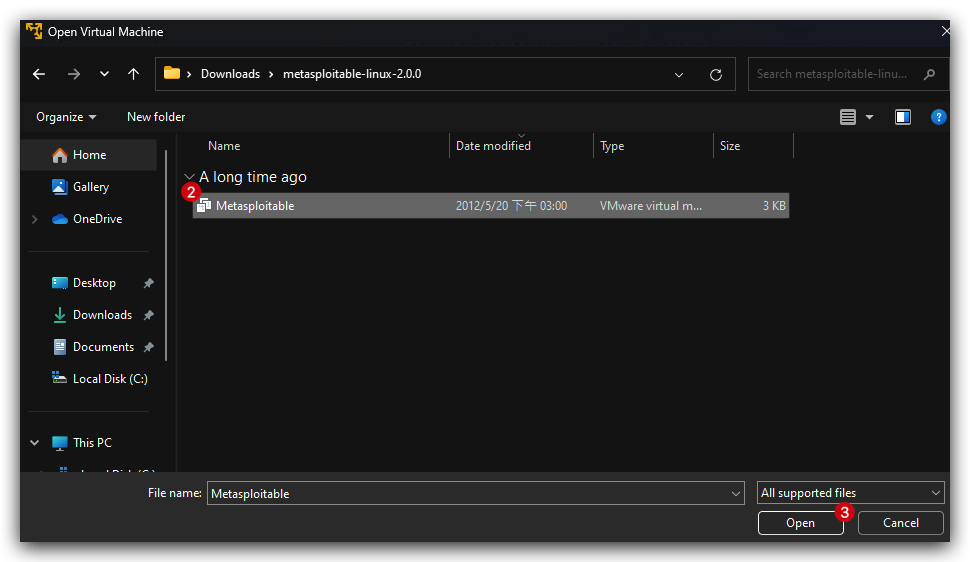 Open Virtual Machine
Downloads metasploitable-linux-2.0.0 Search metasploitable-linu...
Organize New folder
Home
Gallery
OneDrive
Desktop
Downloads
Documents
Local Disk (C:)
This PC
Name Date modified Type Size
A long time ago
2
Metasploitable 2012/5/20 下午 03:00 VMware virtual m... 3 KB
File name: Metasploitable All supported files
3
Open Cancel